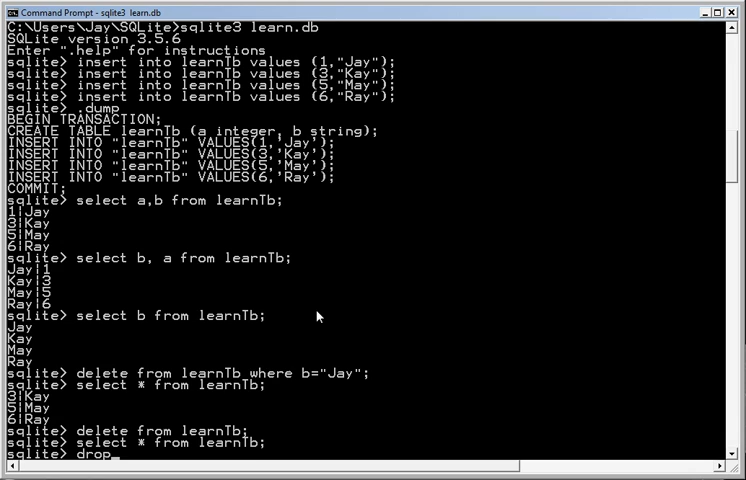 Command Prompt - sqlite3 learn.db
C:\Users\Jay\SQLite>sqlite3 learn.db
SQLite version 3.5.6
Enter ".help" for instructions
sqlite> insert into learnTb values (1,"Jay");
sqlite> insert into learnTb values (3,"Kay");
sqlite> insert into learnTb values (5,"May");
sqlite> insert into learnTb values (6,"Ray");
sqlite> .dump
BEGIN TRANSACTION;
CREATE TABLE learnTb (a integer, b string);
INSERT INTO "learnTb" VALUES(1,'Jay');
INSERT INTO "learnTb" VALUES(3,'Kay');
INSERT INTO "learnTb" VALUES(5,'May');
INSERT INTO "learnTb" VALUES(6,'Ray');
COMMIT;
sqlite> select a,b from learnTb;
1|Jay
3|Kay
5|May
6|Ray
sqlite> select b, a from learnTb;
Jay|1
Kay|3
May|5
Ray|6
sqlite> select b from learnTb;
Jay
Kay
May
Ray
sqlite> delete from learnTb where b="Jay";
sqlite> select * from learnTb;
3|Kay
5|May
6|Ray
sqlite> delete from learnTb;
sqlite> select * from learnTb;
sqlite> drop_